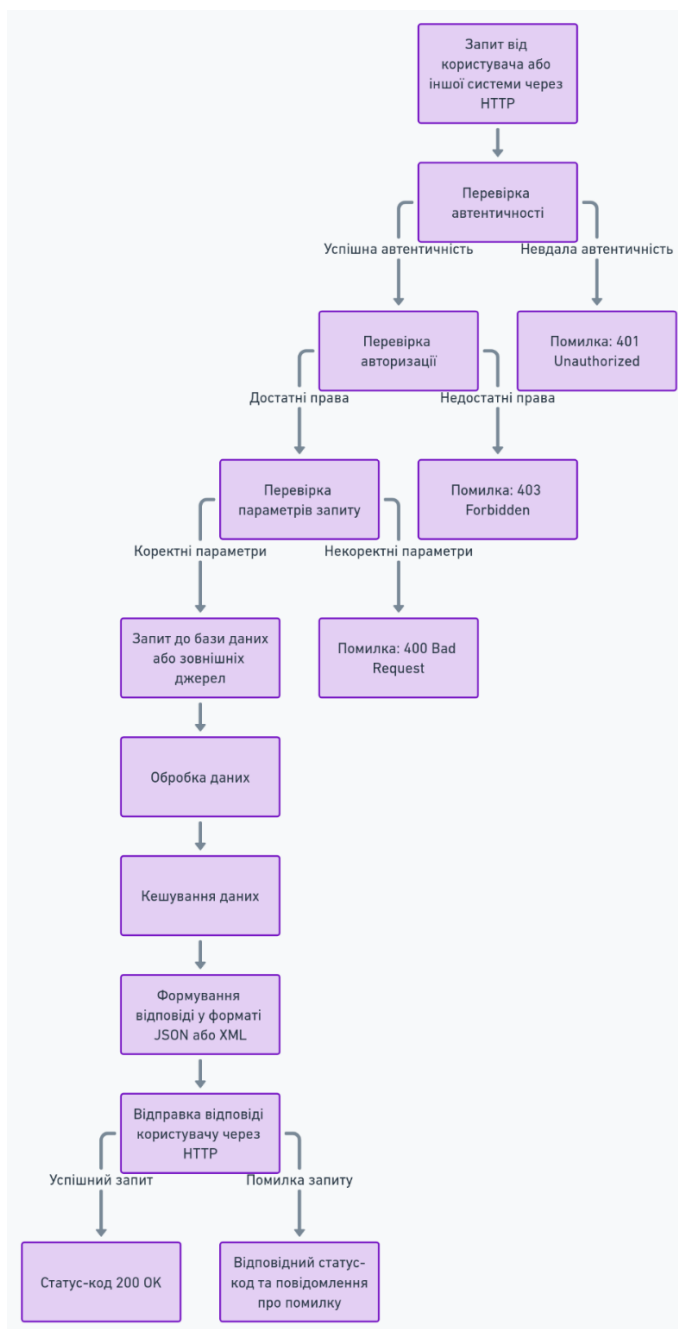 Запит від
користувача або
іншої системи через
HTTP
Перевірка
автентичності
Успішна автентичність
Невдала автентичність
Перевірка
авторизації
Помилка: 401
Unauthorized
Достатні права
Недостатні права
Перевірка
параметрів запиту
Помилка: 403
Forbidden
Коректні параметри
Некоректні параметри
Запит до бази даних
або зовнішніх
джерел
Помилка: 400 Bad
Request
Обробка даних
Кешування даних
Формування
відповіді у форматі
JSON або XML
Відправка відповіді
користувачу через
HTTP
Успішний запит
Помилка запиту
Статус-код 200 OK
Відповідний статус-
код та повідомлення
про помилку